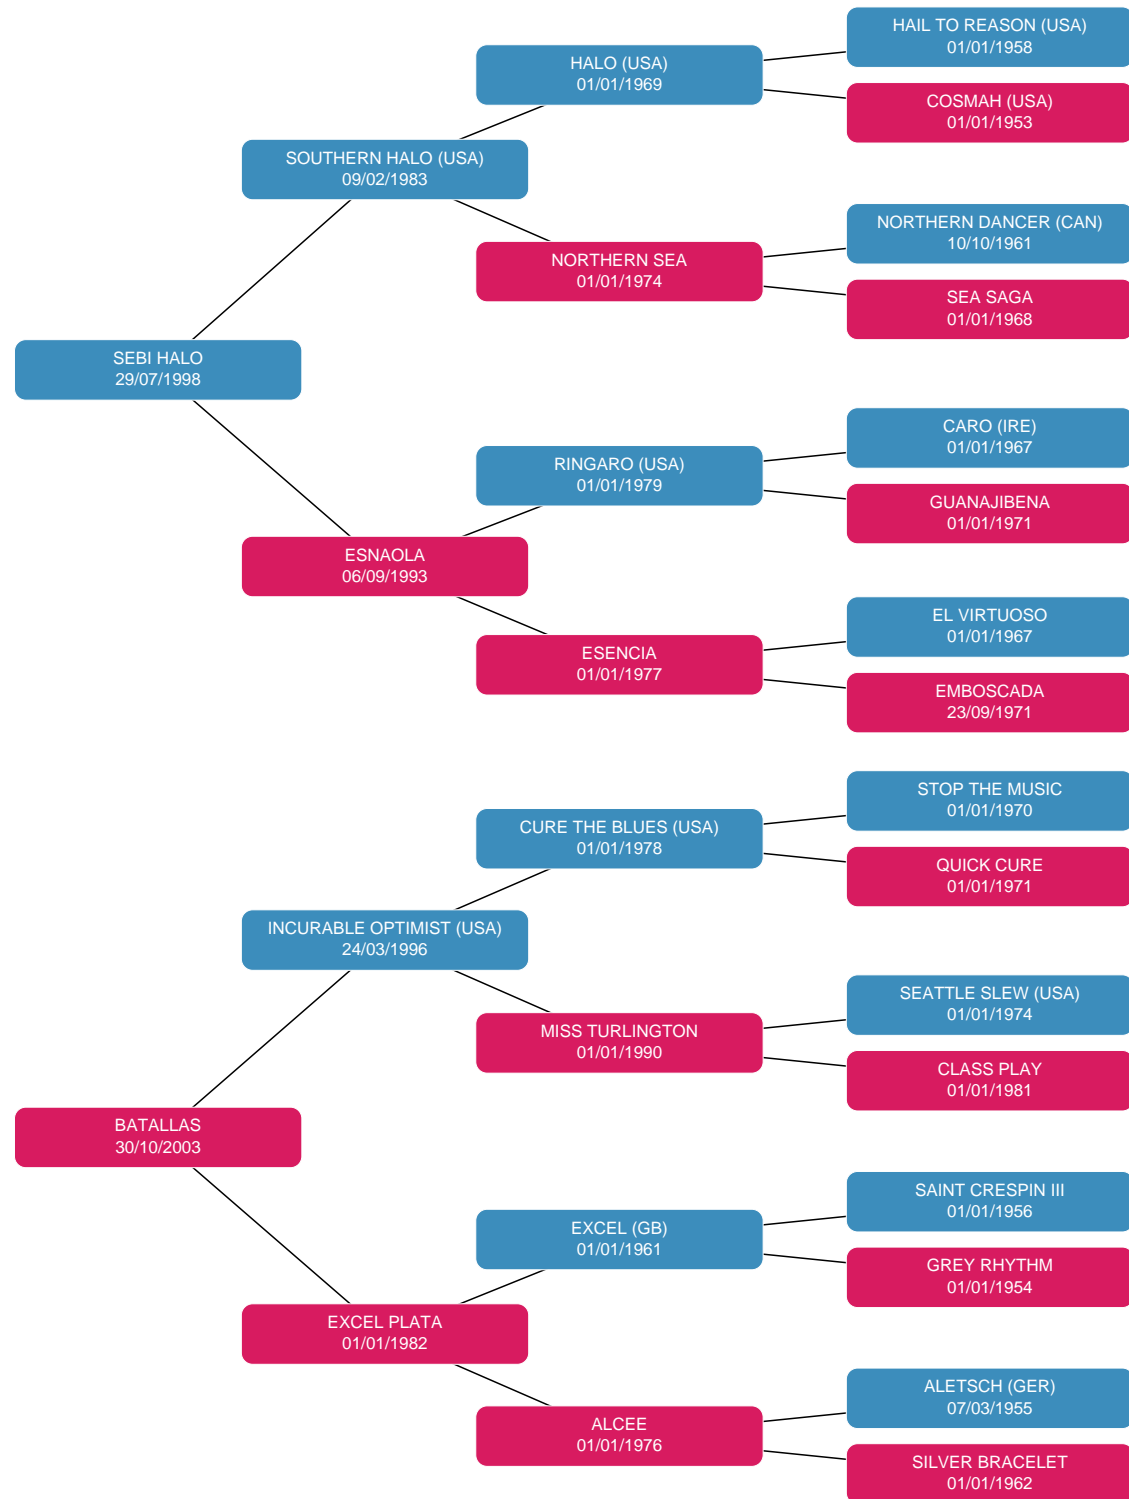 HAIL TO REASON (USA)
01/01/1958
HALO (USA)
01/01/1969
COSMAH (USA)
01/01/1953
SOUTHERN HALO (USA)
09/02/1983
NORTHERN DANCER (CAN)
10/10/1961
NORTHERN SEA
01/01/1974
SEA SAGA
01/01/1968
SEBI HALO
29/07/1998
CARO (IRE)
01/01/1967
RINGARO (USA)
01/01/1979
GUANAJIBENA
01/01/1971
ESNAOLA
06/09/1993
EL VIRTUOSO
01/01/1967
ESENCIA
01/01/1977
EMBOSCADA
23/09/1971
STOP THE MUSIC
01/01/1970
CURE THE BLUES (USA)
01/01/1978
QUICK CURE
01/01/1971
INCURABLE OPTIMIST (USA)
24/03/1996
SEATTLE SLEW (USA)
01/01/1974
MISS TURLINGTON
01/01/1990
CLASS PLAY
01/01/1981
BATALLAS
30/10/2003
SAINT CRESPIN III
01/01/1956
EXCEL (GB)
01/01/1961
GREY RHYTHM
01/01/1954
EXCEL PLATA
01/01/1982
ALETSCH (GER)
07/03/1955
ALCEE
01/01/1976
SILVER BRACELET
01/01/1962